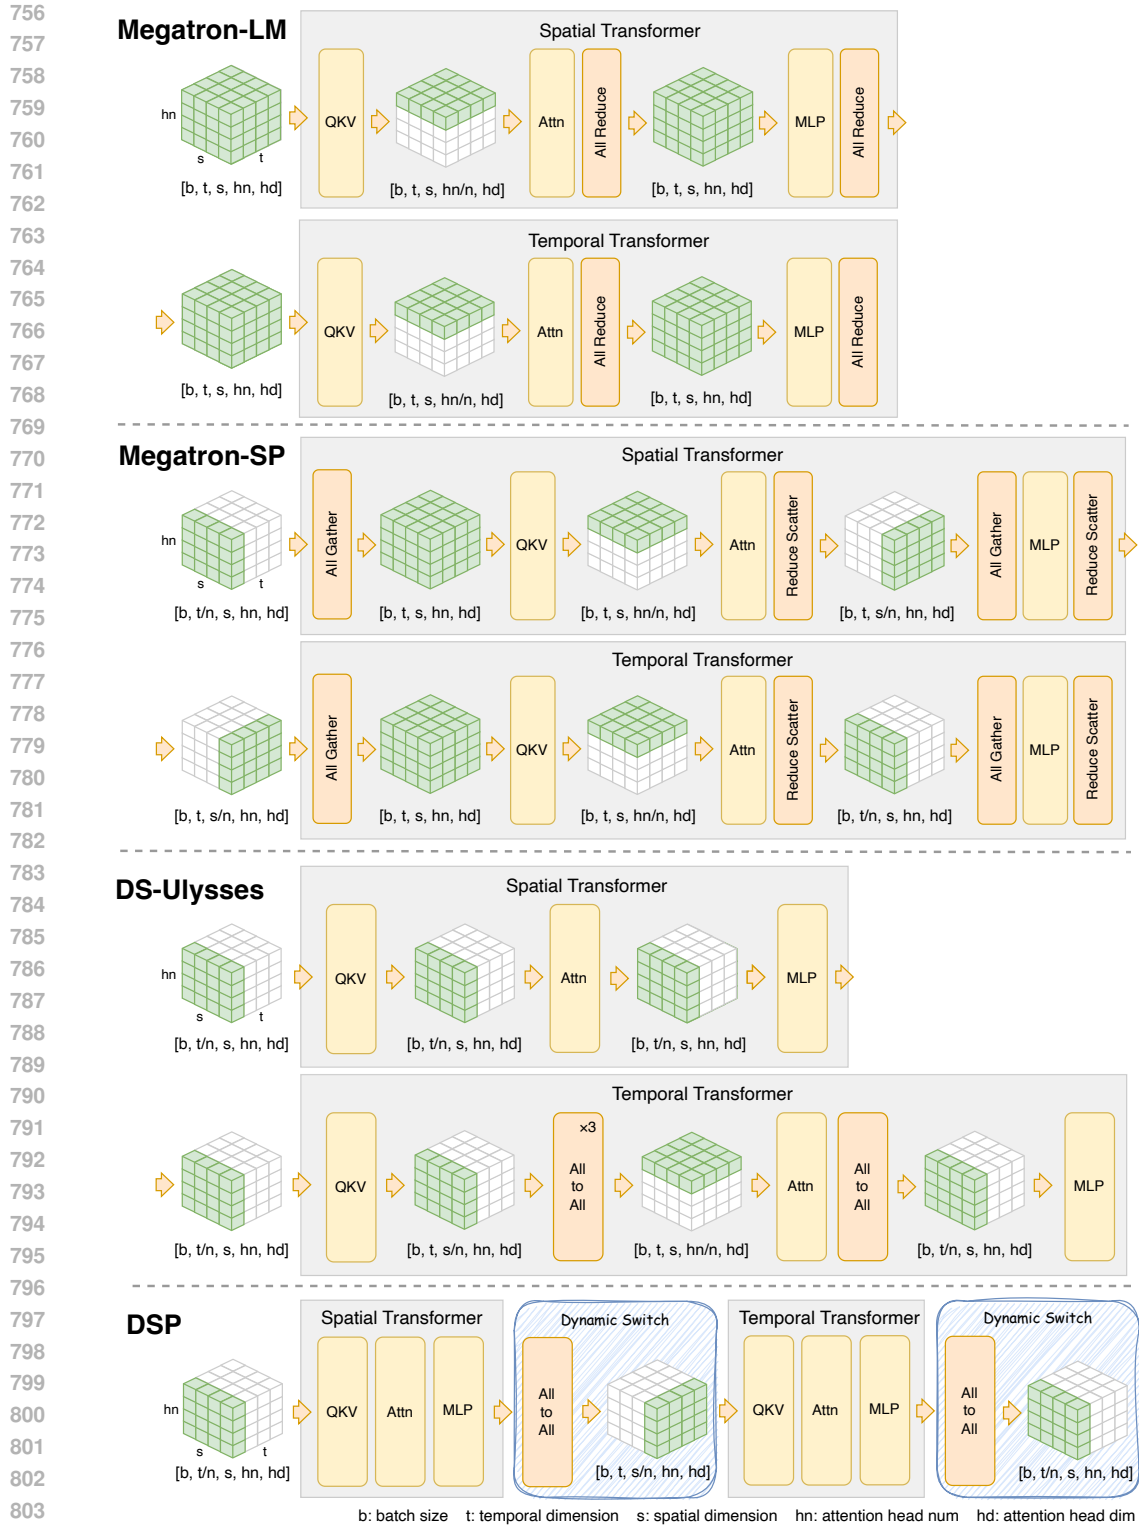 756
757
758
759
760
761
762
763
764
765
766
767
768
769
770
771
772
773
774
775
776
777
778
779
780
781
782
783
784
785
786
787
788
789
790
791
792
793
794
795
796
797
798
799
800
801
802
803
Megatron-LM
Spatial Transformer
hn
s
t
[b, t, s, hn, hd]
QKV
[b, t, s, hn/n, hd]
Attn
All Reduce
[b, t, s, hn, hd]
MLP
All Reduce
Temporal Transformer
[b, t, s, hn, hd]
QKV
[b, t, s, hn/n, hd]
Attn
All Reduce
[b, t, s, hn, hd]
MLP
All Reduce
Megatron-SP
Spatial Transformer
hn
s
t
[b, t/n, s, hn, hd]
All Gather
[b, t, s, hn, hd]
QKV
[b, t, s, hn/n, hd]
Attn
Reduce Scatter
[b, t, s/n, hn, hd]
All Gather
MLP
Reduce Scatter
Temporal Transformer
[b, t, s/n, hn, hd]
All Gather
[b, t, s, hn, hd]
QKV
[b, t, s, hn/n, hd]
Attn
Reduce Scatter
[b, t/n, s, hn, hd]
All Gather
MLP
Reduce Scatter
DS-Ulysses
Spatial Transformer
hn
s
t
[b, t/n, s, hn, hd]
QKV
[b, t/n, s, hn, hd]
Attn
[b, t/n, s, hn, hd]
MLP
Temporal Transformer
[b, t/n, s, hn, hd]
QKV
[b, t, s/n, hn, hd]
×3
All
to
All
[b, t, s, hn/n, hd]
Attn
All
to
All
[b, t/n, s, hn, hd]
MLP
DSP
Spatial Transformer
hn
s
t
[b, t/n, s, hn, hd]
QKV
Attn
MLP
Dynamic Switch
All
to
All
[b, t, s/n, hn, hd]
Temporal Transformer
QKV
Attn
MLP
Dynamic Switch
All
to
All
[b, t/n, s, hn, hd]
b: batch size t: temporal dimension s: spatial dimension hn: attention head num hd: attention head dim